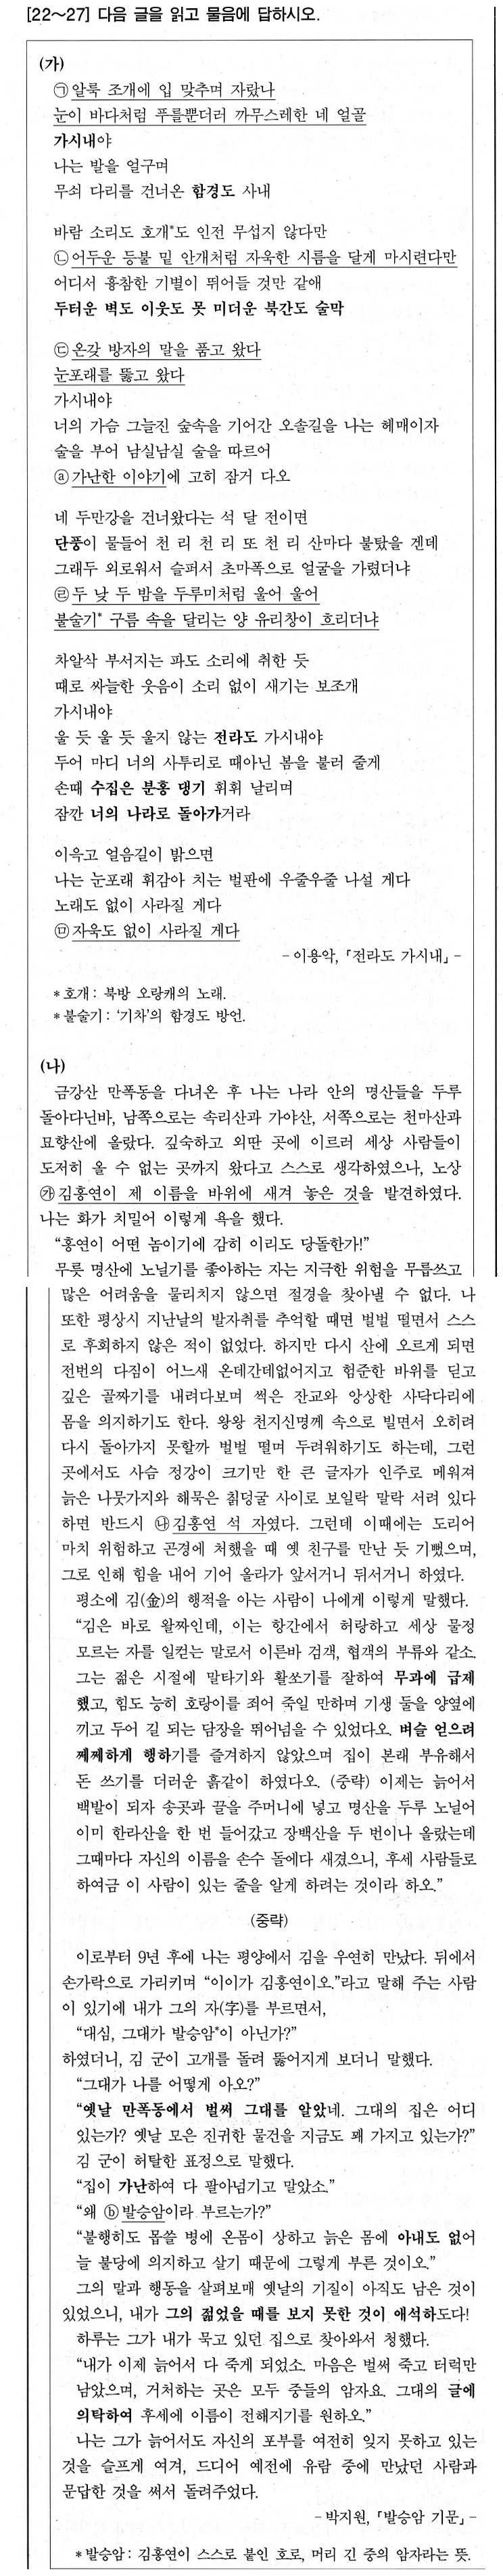 [22～27] 다음 글을 읽고 물음에 답하시오.
(가)
㉠알룩 조개에 입 맞추며 자랐나
눈이 바다처럼 푸를뿐더러 까무스레한 네 얼골
가시내야
나는 발을 얼구며
무쇠 다리를 건너온 함경도 사내
바람 소리도 호개*도 인전 무섭지 않다만
㉡어두운 등불 밑 안개처럼 자욱한 시름을 달게 마시련다만
어디서 흉참한 기별이 뛰어들 것만 같애
두터운 벽도 이웃도 못 미더운 북간도 술막
㉢온갖 방자의 말을 품고 왔다
눈포래를 뚫고 왔다
가시내야
너의 가슴 그늘진 숲속을 기어간 오솔길을 나는 헤매이자
술을 부어 남실남실 술을 따르어
ⓐ가난한 이야기에 고히 잠거 다오
네 두만강을 건너왔다는 석 달 전이면
단풍이 물들어 천 리 천 리 또 천 리 산마다 불탔을 겐데
그래두 외로워서 슬퍼서 초마폭으로 얼굴을 가렸더냐
㉣두 낮 두 밤을 두루미처럼 울어 울어
불술기* 구름 속을 달리는 양 유리창이 흐리더냐
차알삭 부서지는 파도 소리에 취한 듯
때로 싸늘한 웃음이 소리 없이 새기는 보조개
가시내야
울 듯 울 듯 울지 않는 전라도 가시내야
두어 마디 너의 사투리로 때아닌 봄을 불러 줄게
손때 수집은 분홍 댕기 휘휘 날리며
잠깐 너의 나라로 돌아가거라
이윽고 얼음길이 밝으면
나는 눈포래 휘감아 치는 벌판에 우줄우줄 나설 게다
노래도 없이 사라질 게다
㉤자욱도 없이 사라질 게다
- 이용악, 「전라도 가시내」 -
* 호개: 북방 오랑캐의 노래.
* 불술기: ‘기차’의 함경도 방언.
(나)
금강산 만폭동을 다녀온 후 나는 나라 안의 명산들을 두루
돌아다닌바, 남쪽으로는 속리산과 가야산, 서쪽으로는 천마산과
묘향산에 올랐다. 깊숙하고 외딴 곳에 이르러 세상 사람들이
도저히 올 수 없는 곳까지 왔다고 스스로 생각하였으나, 노상
㉮김홍연이 제 이름을 바위에 새겨 놓은 것을 발견하였다.
나는 화가 치밀어 이렇게 욕을 했다.
“홍연이 어떤 놈이기에 감히 이리도 당돌한가!”
무릇 명산에 노닐기를 좋아하는 자는 지극한 위험을 무릅쓰고
많은 어려움을 물리치지 않으면 절경을 찾아낼 수 없다. 나
또한 평상시 지난날의 발자취를 추억할 때면 벌벌 떨면서 스스
로 후회하지 않은 적이 없었다. 하지만 다시 산에 오르게 되면
전번의 다짐이 어느새 온데간데없어지고 험준한 바위를 딛고
깊은 골짜기를 내려다보며 썩은 잔교와 앙상한 사닥다리에
몸을 의지하기도 한다. 왕왕 천지신명께 속으로 빌면서 오히려
다시 돌아가지 못할까 벌벌 떨며 두려워하기도 하는데, 그런
곳에서도 사슴 정강이 크기만 한 큰 글자가 인주로 메워져
늙은 나뭇가지와 해묵은 칡덩굴 사이로 보일락 말락 서려 있다
하면 반드시 ㉯김홍연 석 자였다. 그런데 이때에는 도리어
마치 위험하고 곤경에 처했을 때 옛 친구를 만난 듯 기뻤으며,
그로 인해 힘을 내어 기어 올라가 앞서거니 뒤서거니 하였다.
평소에 김(金)의 행적을 아는 사람이 나에게 이렇게 말했다.
“김은 바로 왈짜인데, 이는 항간에서 허랑하고 세상 물정
모르는 자를 일컫는 말로서 이른바 검객, 협객의 부류와 같소.
그는 젊은 시절에 말타기와 활쏘기를 잘하여 무과에 급제
했고, 힘도 능히 호랑이를 죄어 죽일 만하며 기생 둘을 양옆에
끼고 두어 길 되는 담장을 뛰어넘을 수 있었다오. 벼슬 얻으려
쩨쩨하게 행하기를 즐겨하지 않았으며 집이 본래 부유해서
돈 쓰기를 더러운 흙같이 하였다오. (중략) 이제는 늙어서
백발이 되자 송곳과 끌을 주머니에 넣고 명산을 두루 노닐어
이미 한라산을 한 번 들어갔고 장백산을 두 번이나 올랐는데
그때마다 자신의 이름을 손수 돌에다 새겼으니, 후세 사람들로
하여금 이 사람이 있는 줄을 알게 하려는 것이라 하오.”
(중략)
이로부터 9년 후에 나는 평양에서 김을 우연히 만났다. 뒤에서
손가락으로 가리키며 “이이가 김홍연이오.”라고 말해 주는 사람
이 있기에 내가 그의 자(字)를 부르면서,
“대심, 그대가 발승암*이 아닌가?”
하였더니, 김 군이 고개를 돌려 뚫어지게 보더니 말했다.
“그대가 나를 어떻게 아오?”
“옛날 만폭동에서 벌써 그대를 알았네. 그대의 집은 어디
있는가? 옛날 모은 진귀한 물건을 지금도 꽤 가지고 있는가?”
김 군이 허탈한 표정으로 말했다.
“집이 가난하여 다 팔아넘기고 말았소.”
“왜 ⓑ발승암이라 부르는가?”
“불행히도 몹쓸 병에 온몸이 상하고 늙은 몸에 아내도 없어
늘 불당에 의지하고 살기 때문에 그렇게 부른 것이오.”
그의 말과 행동을 살펴보매 옛날의 기질이 아직도 남은 것이
있었으니, 내가 그의 젊었을 때를 보지 못한 것이 애석하도다!
하루는 그가 내가 묵고 있던 집으로 찾아와서 청했다.
“내가 이제 늙어서 다 죽게 되었소. 마음은 벌써 죽고 터럭만
남았으며, 거처하는 곳은 모두 중들의 암자요. 그대의 글에
의탁하여 후세에 이름이 전해지기를 원하오.”
나는 그가 늙어서도 자신의 포부를 여전히 잊지 못하고 있는
것을 슬프게 여겨, 드디어 예전에 유람 중에 만났던 사람과
문답한 것을 써서 돌려주었다.
- 박지원, 「발승암 기문」 -
* 발승암: 김홍연이 스스로 붙인 호로, 머리 긴 중의 암자라는 뜻.